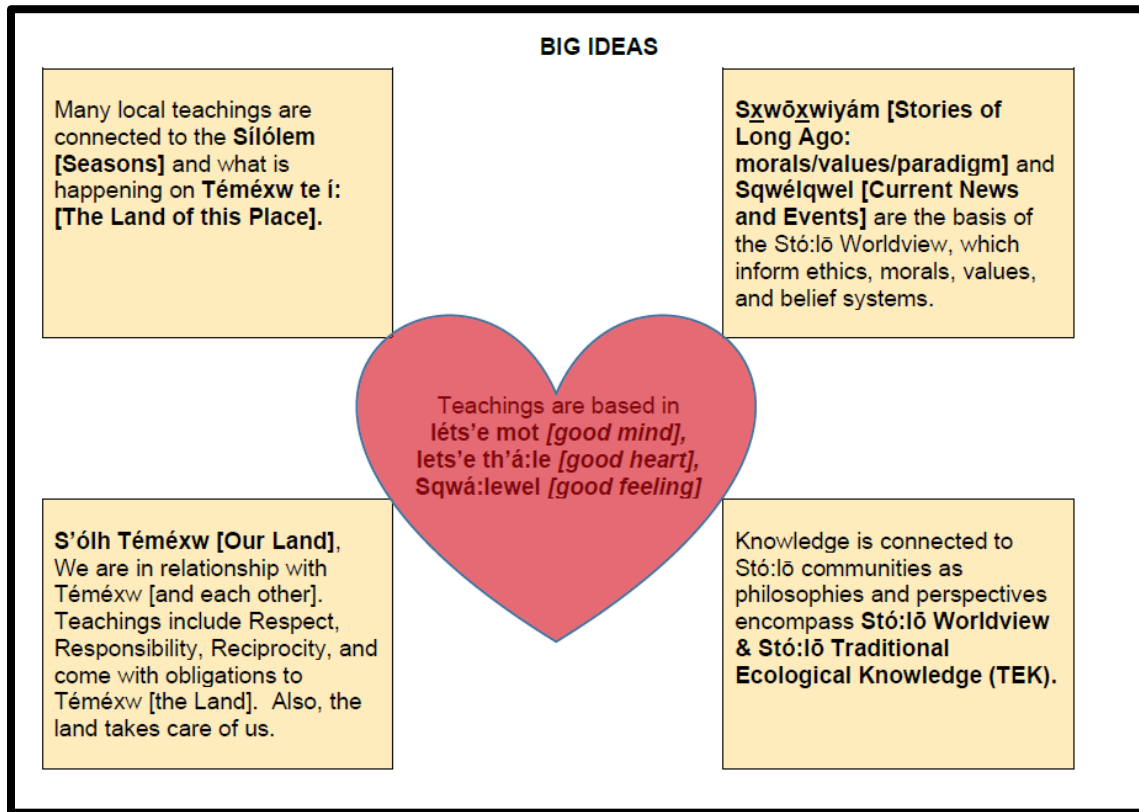 BIG IDEAS
Many local teachings are
connected to the Sílólem
[Seasons] and what is
happening on Téméxw te í:
[The Land of this Place].
Sx̲wōx̲wiyám [Stories of
Long Ago:
morals/values/paradigm] and
Sqwélqwel [Current News
and Events] are the basis of
the Stó:lō Worldview, which
inform ethics, morals, values,
and belief systems.
Teachings are based in
léts’e mot [good mind],
lets’e th’á:le [good heart],
Sqwá:lewel [good feeling]
S’ólh Téméxw [Our Land],
We are in relationship with
Téméxw [and each other].
Teachings include Respect,
Responsibility, Reciprocity, and
come with obligations to
Téméxw [the Land].  Also, the
land takes care of us.
Knowledge is connected to
Stó:lō communities as
philosophies and perspectives
encompass Stó:lō Worldview
& Stó:lō Traditional
Ecological Knowledge (TEK).